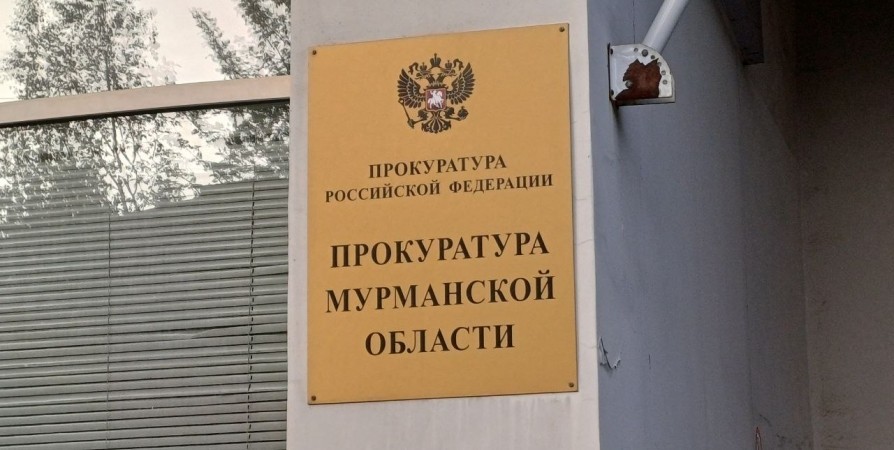 ПРОКУРАТУРА
РОССИЙСКОЙ ФЕДЕРАЦИИ
ПРОКУРАТУРА
МУРМАНСКОЙ
ОБЛАСТИ